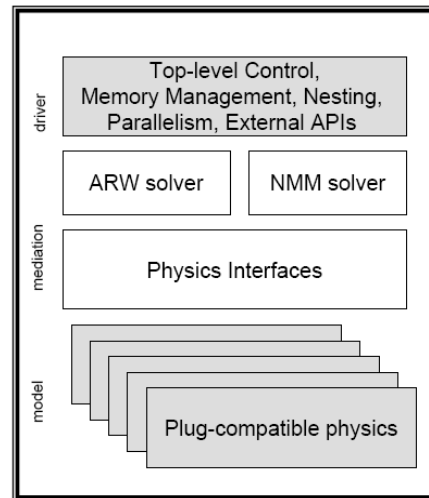 driver
Top-level Control,
Memory Management, Nesting,
Parallelism, External APIs
ARW solver
NMM solver
mediation
Physics Interfaces
model
Plug-compatible physics